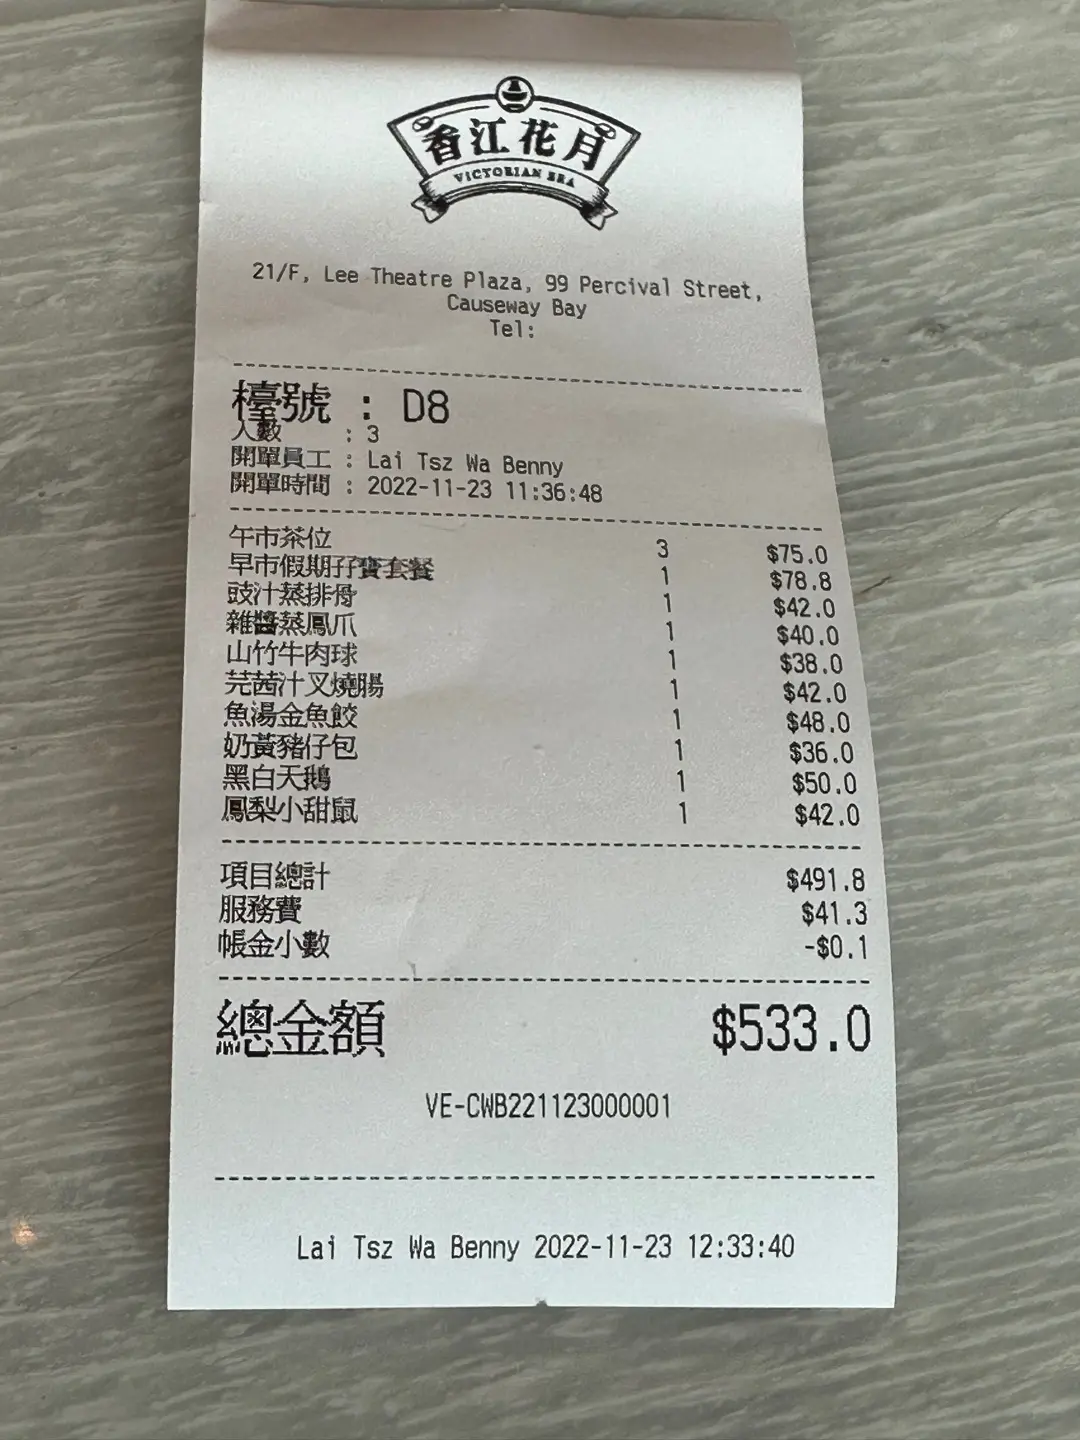 香江花月
VICTORIAN ERA
21/F, Lee Theatre Plaza, 99 Percival Street,
Causeway Bay
Tel:
檯號 : D8
人數 : 3
開單員工 : Lai Tsz Wa Benny
開單時間 : 2022-11-23 11:36:48
午市茶位 3 $75.0
早市假期孖寶套餐 1 $78.8
豉汁蒸排骨 1 $42.0
雜醬蒸鳳爪 1 $40.0
山竹牛肉球 1 $38.0
芫茜汁叉燒腸 1 $42.0
魚湯金魚餃 1 $48.0
奶黃豬仔包 1 $36.0
黑白天鵝 1 $50.0
鳳梨小甜鼠 1 $42.0
項目總計 $491.8
服務費 $41.3
帳金小數 -$0.1
總金額 $533.0
VE-CWB221123000001
Lai Tsz Wa Benny 2022-11-23 12:33:40